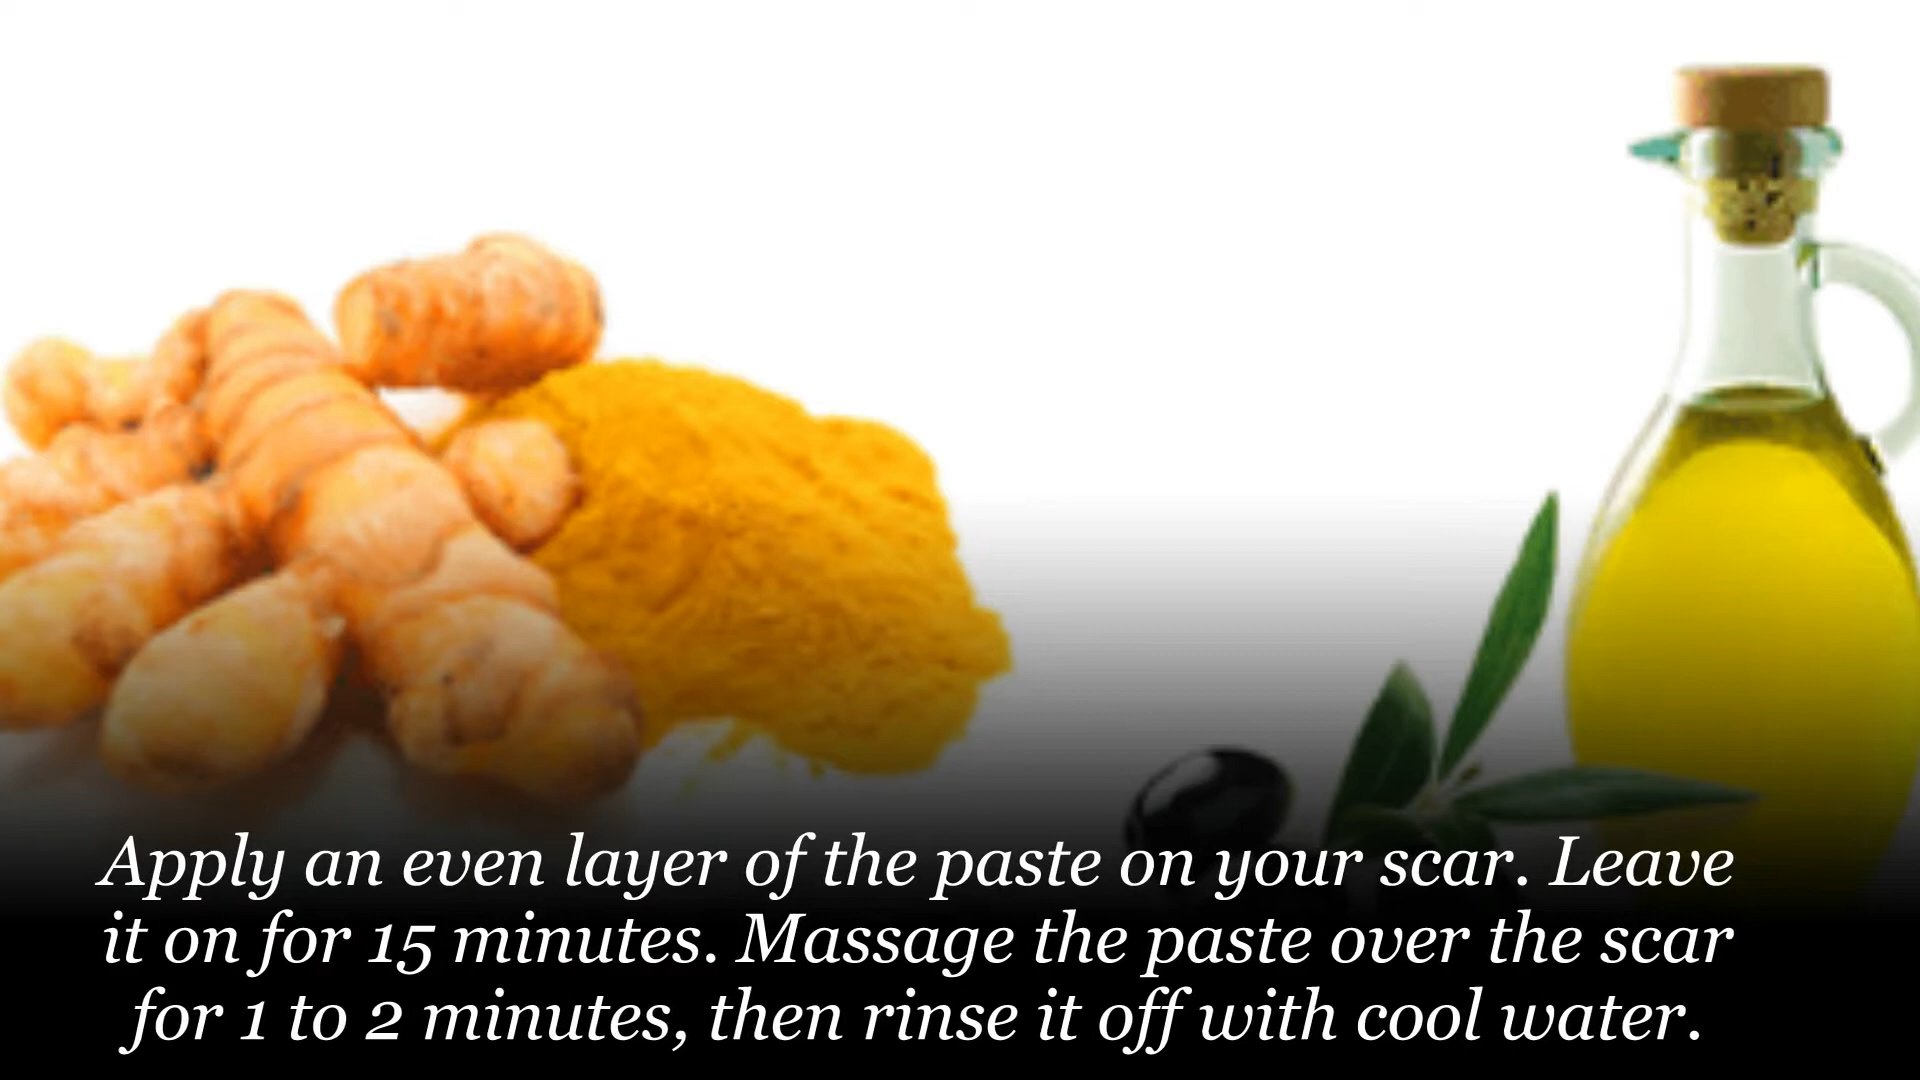 Apply an even layer of the paste on your scar. Leave
it on for 15 minutes. Massage the paste over the scar
for 1 to 2 minutes, then rinse it off with cool water.